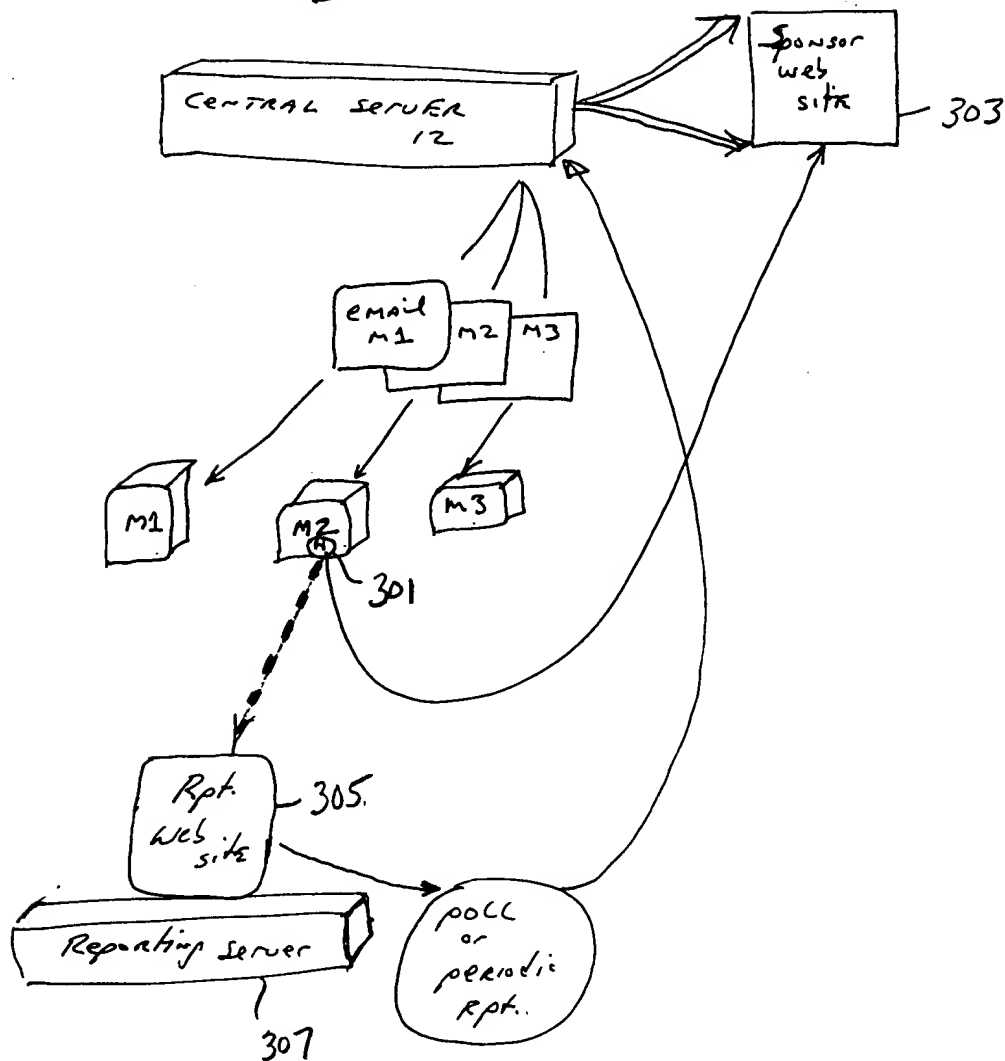 Sponsor
web
site
303
CENTRAL SERVER
12
email
M1
M2
M3
M1
M2
M3
301
Rpt.
web
site
305.
Reporting server
307
poll
or
periodic
Rpt..